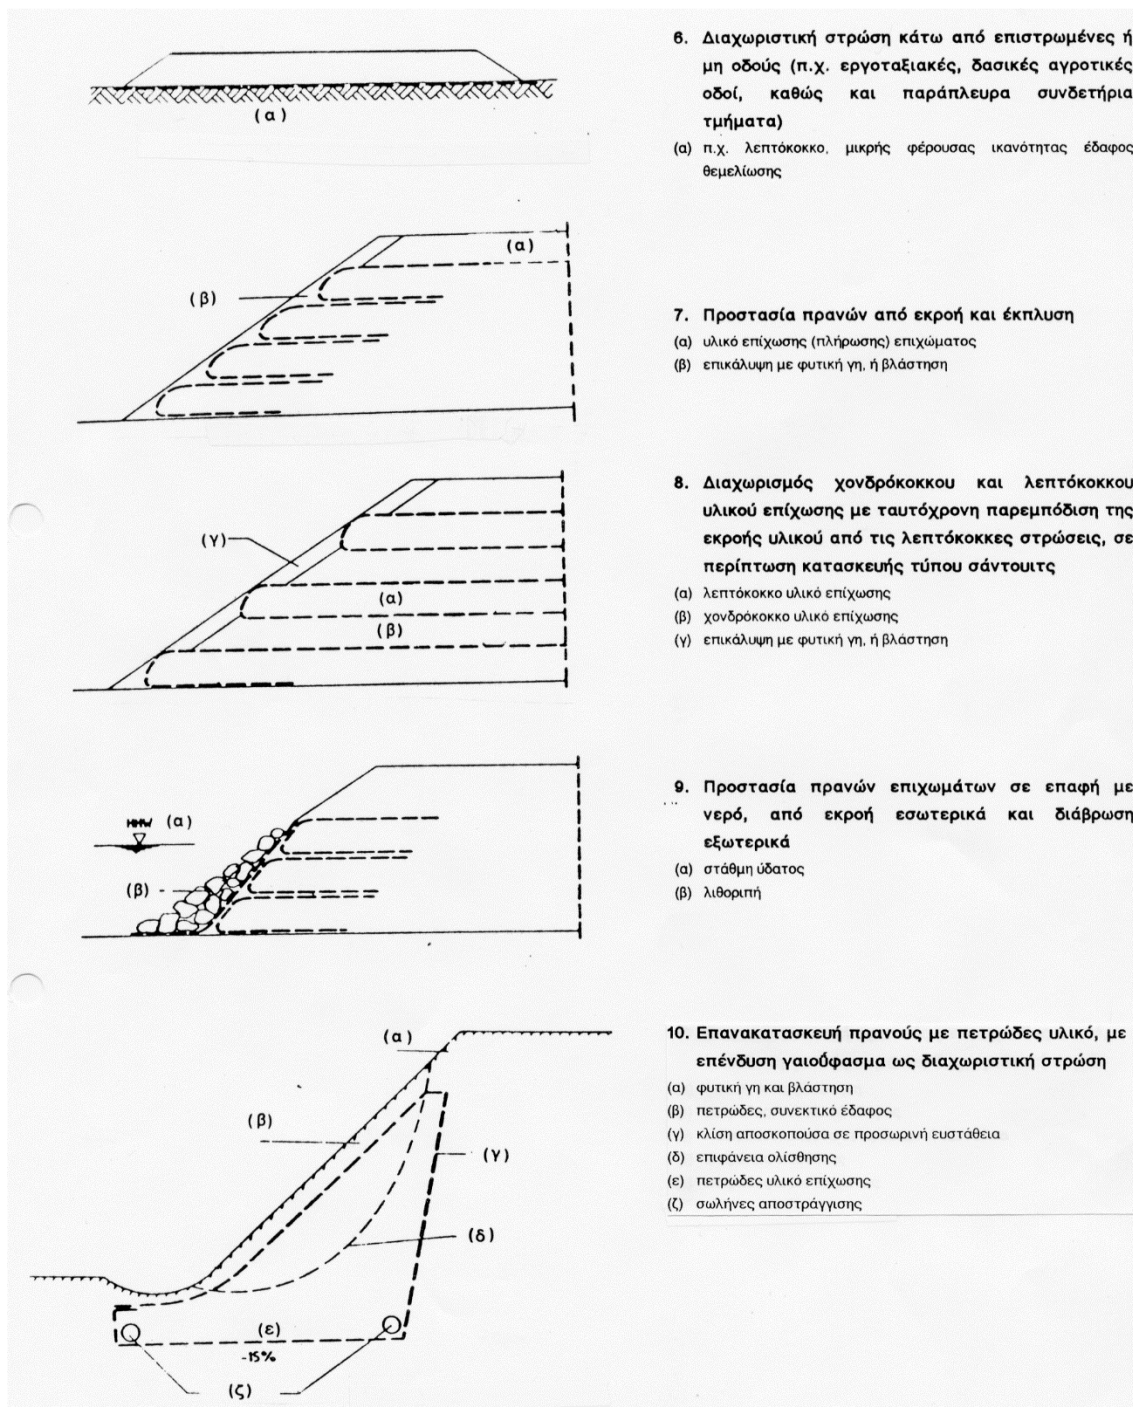 (α)
6. Διαχωριστική στρώση κάτω από επιστρωμένες ή
μη οδούς (π.χ. εργοταξιακές, δασικές αγροτικές
οδοί, καθώς και παράπλευρα συνδετήρια
τμήματα)
(α) π.χ. λεπτόκοκκο, μικρής φέρουσας ικανότητας έδαφος
θεμελίωσης
(α)
(β)
7. Προστασία πρανών από εκροή και έκπλυση
(α) υλικό επίχωσης (πλήρωσης) επιχώματος
(β) επικάλυψη με φυτική γη, ή βλάστηση
(γ)
(α)
(β)
8. Διαχωρισμός χονδρόκοκκου και λεπτόκοκκου
υλικού επίχωσης με ταυτόχρονη παρεμπόδιση της
εκροής υλικού από τις λεπτόκοκκες στρώσεις, σε
περίπτωση κατασκευής τύπου σάντουιτς
(α) λεπτόκοκκο υλικό επίχωσης
(β) χονδρόκοκκο υλικό επίχωσης
(γ) επικάλυψη με φυτική γη, ή βλάστηση
HHW (α)
(β)
9. Προστασία πρανών επιχωμάτων σε επαφή με
νερό, από εκροή εσωτερικά και διάβρωση
εξωτερικά
(α) στάθμη ύδατος
(β) λιθοριπή
(α)
(β)
(γ)
(δ)
(ε)
-15%
(ζ)
10. Επανακατασκευή πρανούς με πετρώδες υλικό, με
επένδυση γαιοΰφασμα ως διαχωριστική στρώση
(α) φυτική γη και βλάστηση
(β) πετρώδες, συνεκτικό έδαφος
(γ) κλίση αποσκοπούσα σε προσωρινή ευστάθεια
(δ) επιφάνεια ολίσθησης
(ε) πετρώδες υλικό επίχωσης
(ζ) σωλήνες αποστράγγισης